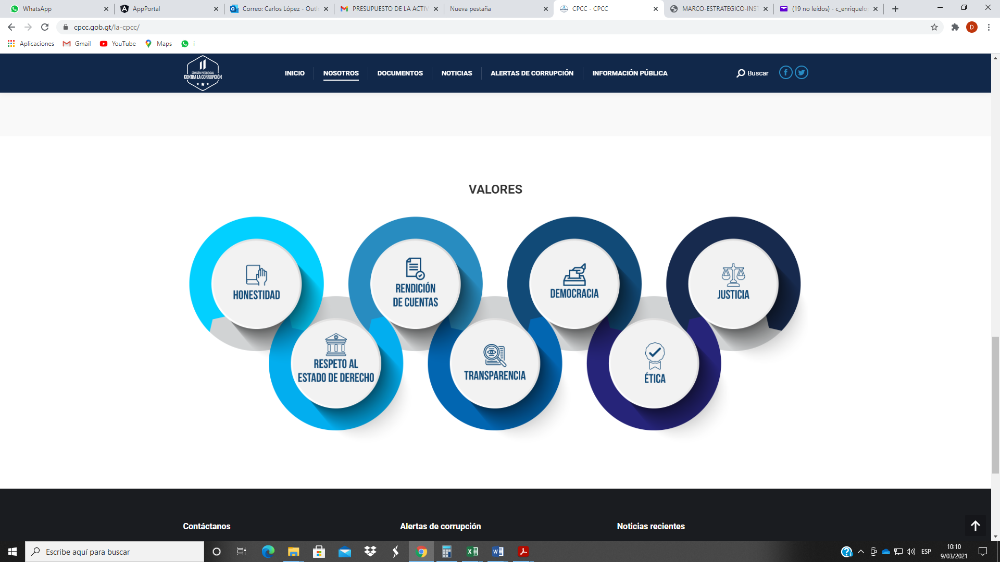 WhatsApp
AppPortal
Correo: Carlos López - Outl
PRESUPUESTO DE LA ACTIV
Nueva pestaña
CPCC - CPCC
MARCO-ESTRATEGICO-INS
(19 no leídos) - c_enriquelo
cpcc.gob.gt/la-cpcc/
D
Aplicaciones
Gmail
YouTube
Maps
i
COMISIÓN PRESIDENCIAL
CONTRA LA CORRUPCIÓN
INICIO
NOSOTROS
DOCUMENTOS
NOTICIAS
ALERTAS DE CORRUPCIÓN
INFORMACIÓN PÚBLICA
Buscar
VALORES
HONESTIDAD
RENDICIÓN
DE CUENTAS
DEMOCRACIA
JUSTICIA
RESPETO AL
ESTADO DE DERECHO
TRANSPARENCIA
ÉTICA
Contáctanos
Alertas de corrupción
Noticias recientes
Escribe aquí para buscar
ESP
10:10
9/03/2021